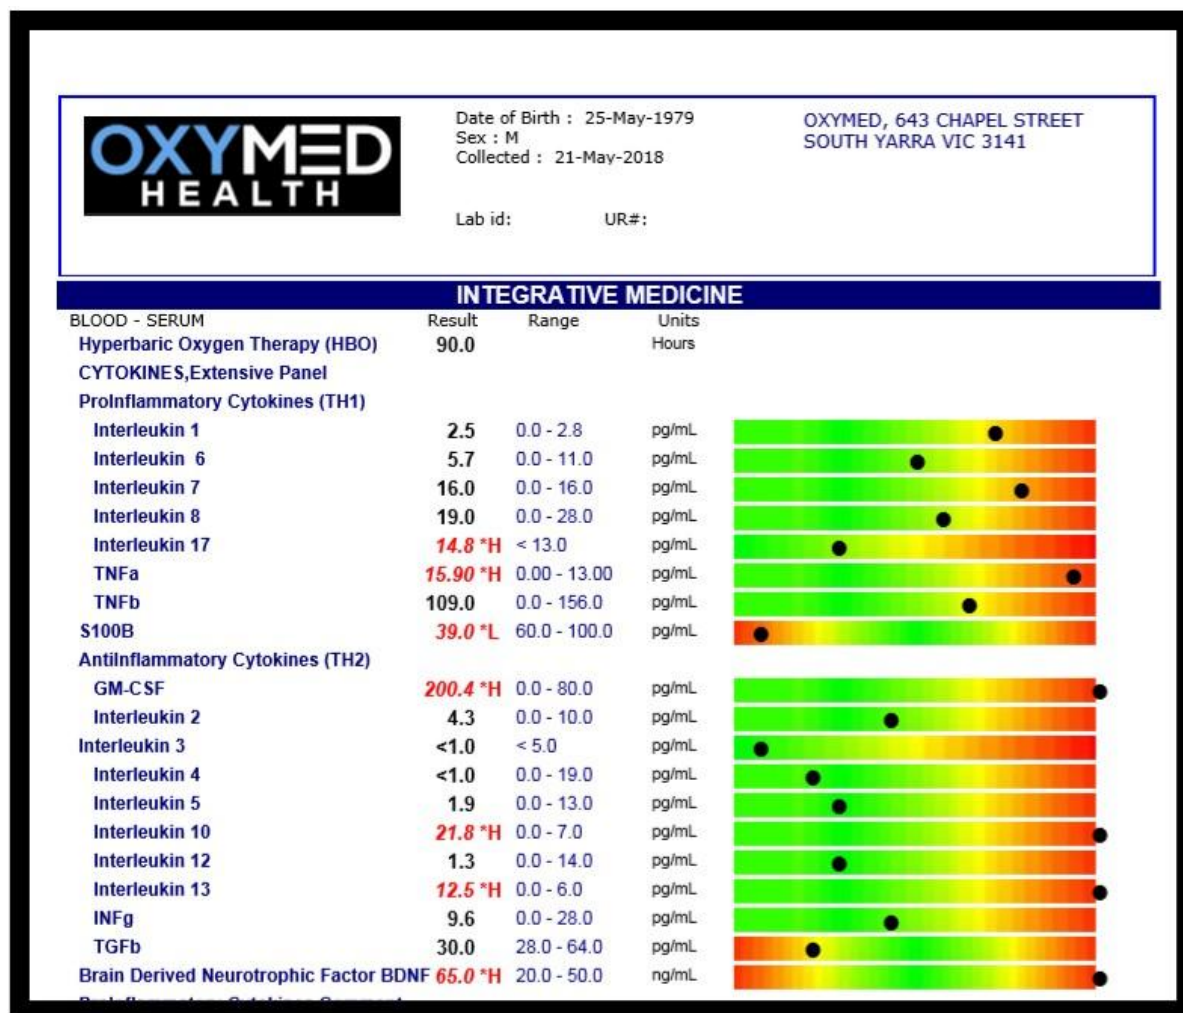 OXYMED
HEALTH
Date of Birth : 25-May-1979
Sex : M
Collected : 21-May-2018
Lab id: UR#:
OXYMED, 643 CHAPEL STREET
SOUTH YARRA VIC 3141
INTEGRATIVE MEDICINE
BLOOD - SERUM Result Range Units
Hyperbaric Oxygen Therapy (HBO) 90.0 Hours
CYTOKINES,Extensive Panel
ProInflammatory Cytokines (TH1)
Interleukin 1 2.5 0.0 - 2.8 pg/mL
Interleukin 6 5.7 0.0 - 11.0 pg/mL
Interleukin 7 16.0 0.0 - 16.0 pg/mL
Interleukin 8 19.0 0.0 - 28.0 pg/mL
Interleukin 17 14.8 *H < 13.0 pg/mL
TNFa 15.90 *H 0.00 - 13.00 pg/mL
TNFb 109.0 0.0 - 156.0 pg/mL
S100B 39.0 *L 60.0 - 100.0 pg/mL
AntiInflammatory Cytokines (TH2)
GM-CSF 200.4 *H 0.0 - 80.0 pg/mL
Interleukin 2 4.3 0.0 - 10.0 pg/mL
Interleukin 3 <1.0 < 5.0 pg/mL
Interleukin 4 <1.0 0.0 - 19.0 pg/mL
Interleukin 5 1.9 0.0 - 13.0 pg/mL
Interleukin 10 21.8 *H 0.0 - 7.0 pg/mL
Interleukin 12 1.3 0.0 - 14.0 pg/mL
Interleukin 13 12.5 *H 0.0 - 6.0 pg/mL
INFg 9.6 0.0 - 28.0 pg/mL
TGFb 30.0 28.0 - 64.0 pg/mL
Brain Derived Neurotrophic Factor BDNF 65.0 *H 20.0 - 50.0 ng/mL